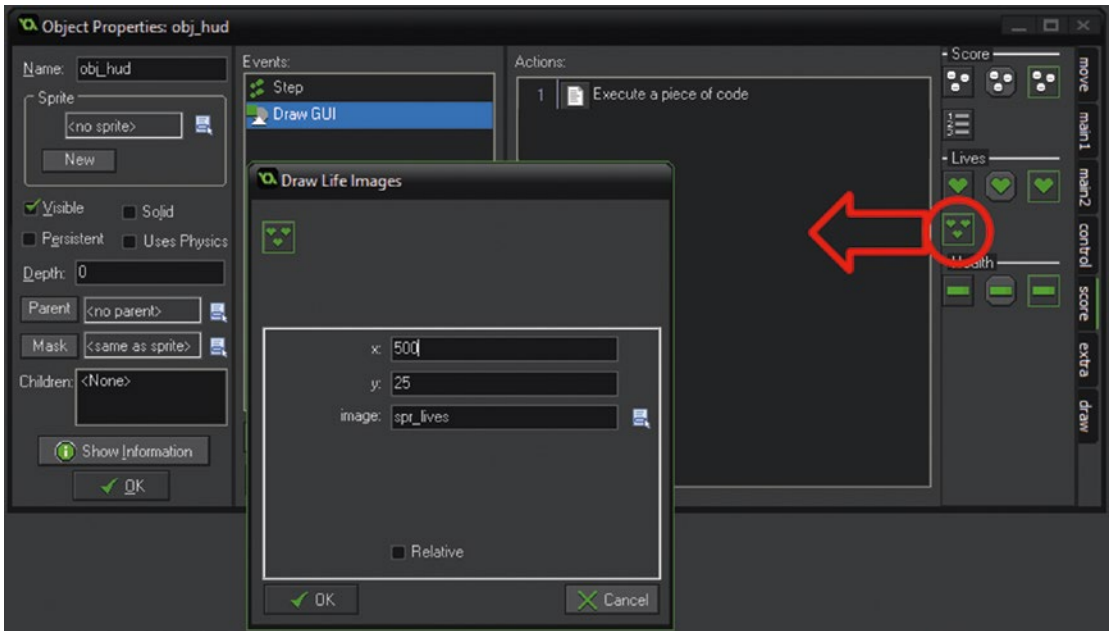 Object Properties: obj_hud
Name: obj_hud
Sprite
<no sprite>
New
Visible
Solid
Persistent
Uses Physics
Depth: 0
Parent <no parent>
Mask <same as sprite>
Children: <None>
Show Information
OK
Events:
Step
Draw GUI
Actions:
1 Execute a piece of code
Draw Life Images
x: 500
y: 25
image: spr_lives
Relative
OK
Cancel
Score
Lives
Health
move
main1
main2
control
score
extra
draw